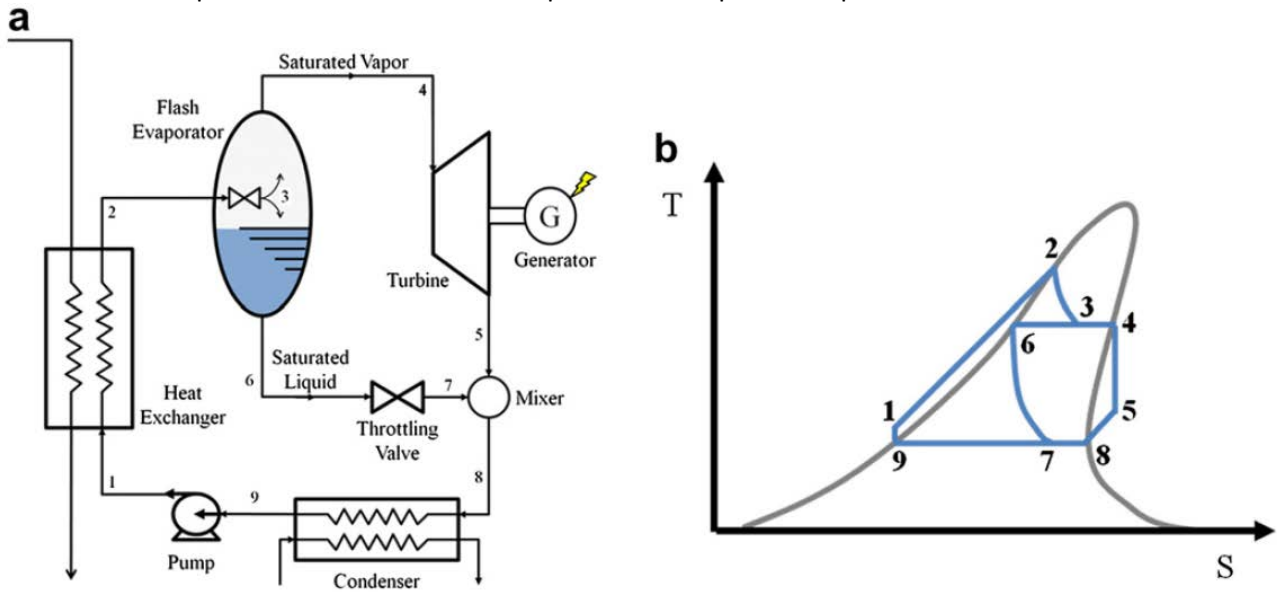 a
Saturated Vapor
4
Flash
Evaporator
3
2
G
Generator
Turbine
5
Saturated
Liquid
6
7
Mixer
Heat
Exchanger
Throttling
Valve
8
1
9
Pump
Condenser
b
T
2
3
4
6
1
5
9
7
8
S